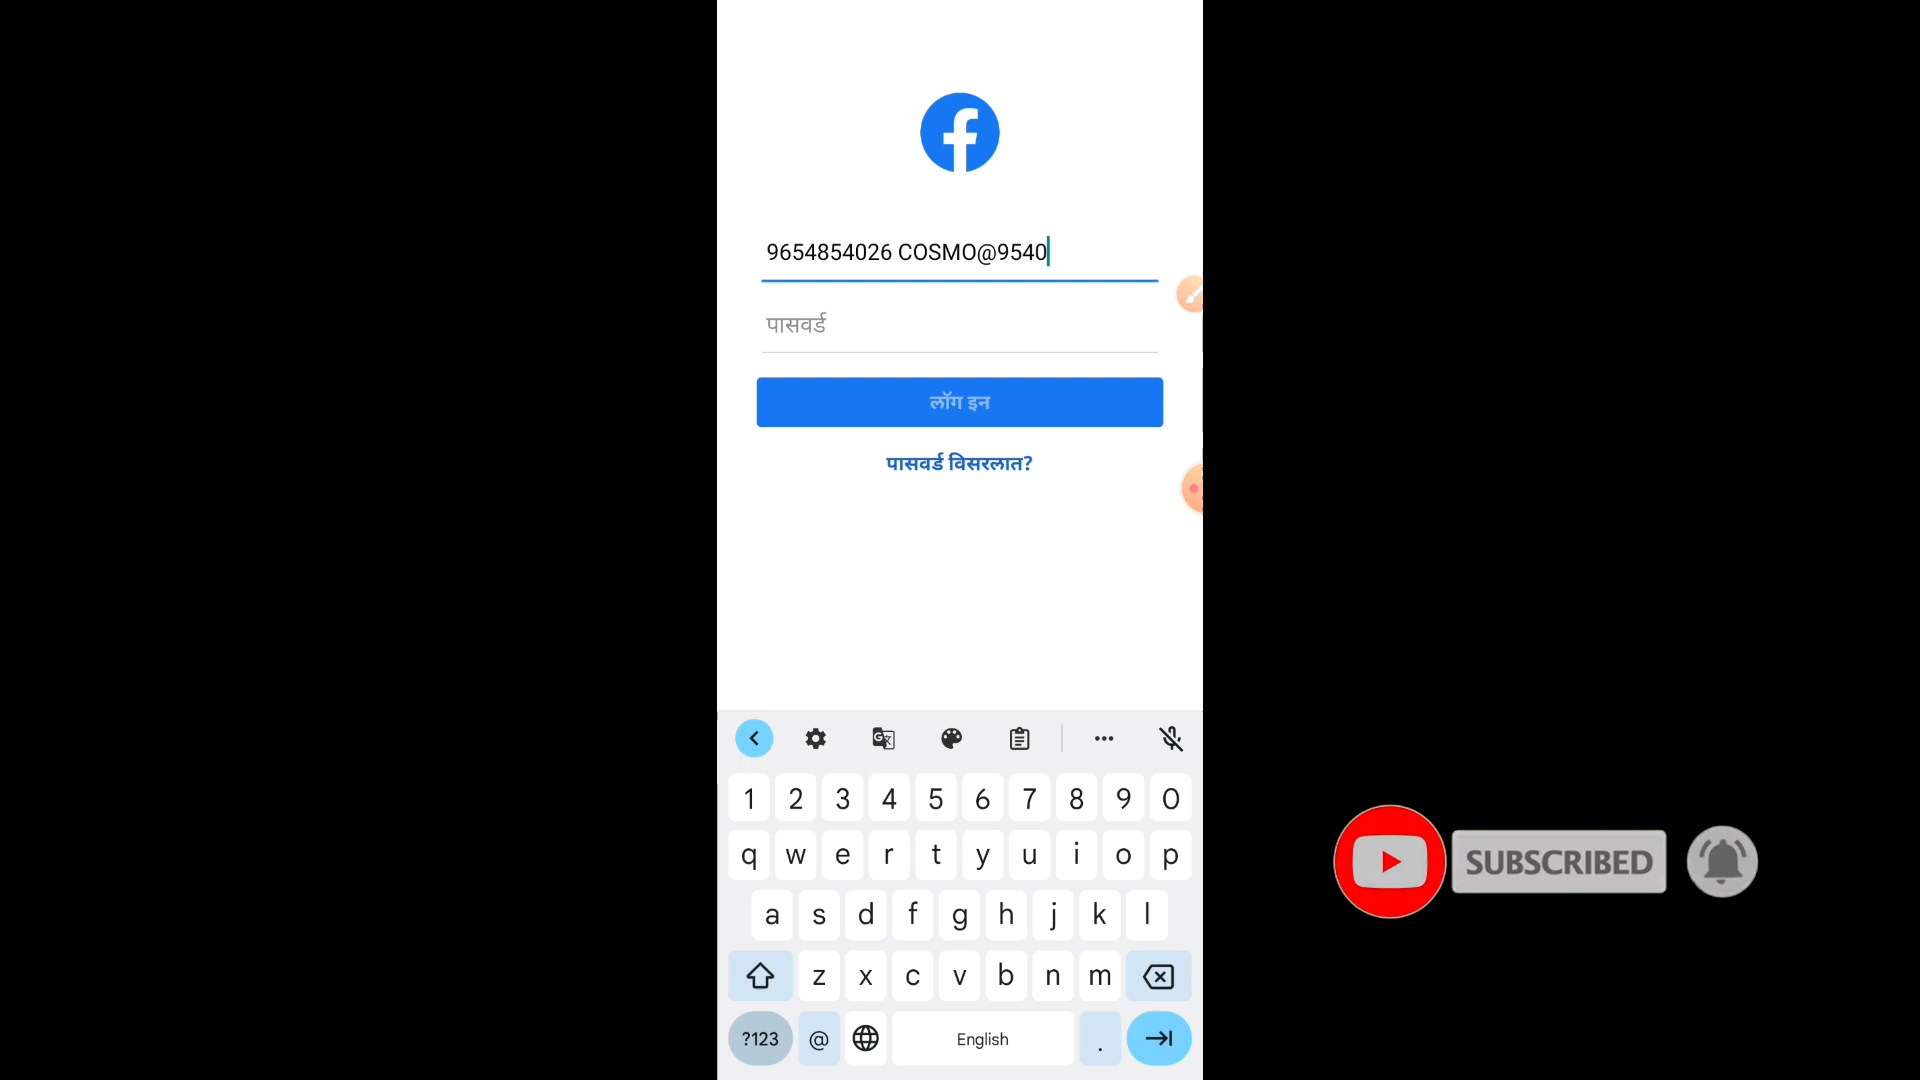 9654854026 COSMO@9540
पासवर्ड
लॉग इन
पासवर्ड विसरलात?
1 2 3 4 5 6 7 8 9 0
q w e r t y u i o p
a s d f g h j k l
z x c v b n m
?123 @ English .
SUBSCRIBED